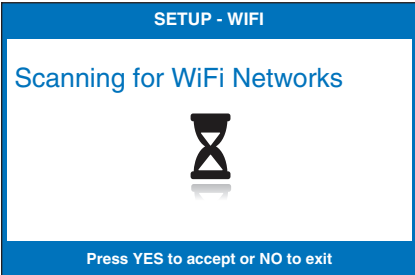 SETUP - WIFI
Scanning for WiFi Networks
Press YES to accept or NO to exit